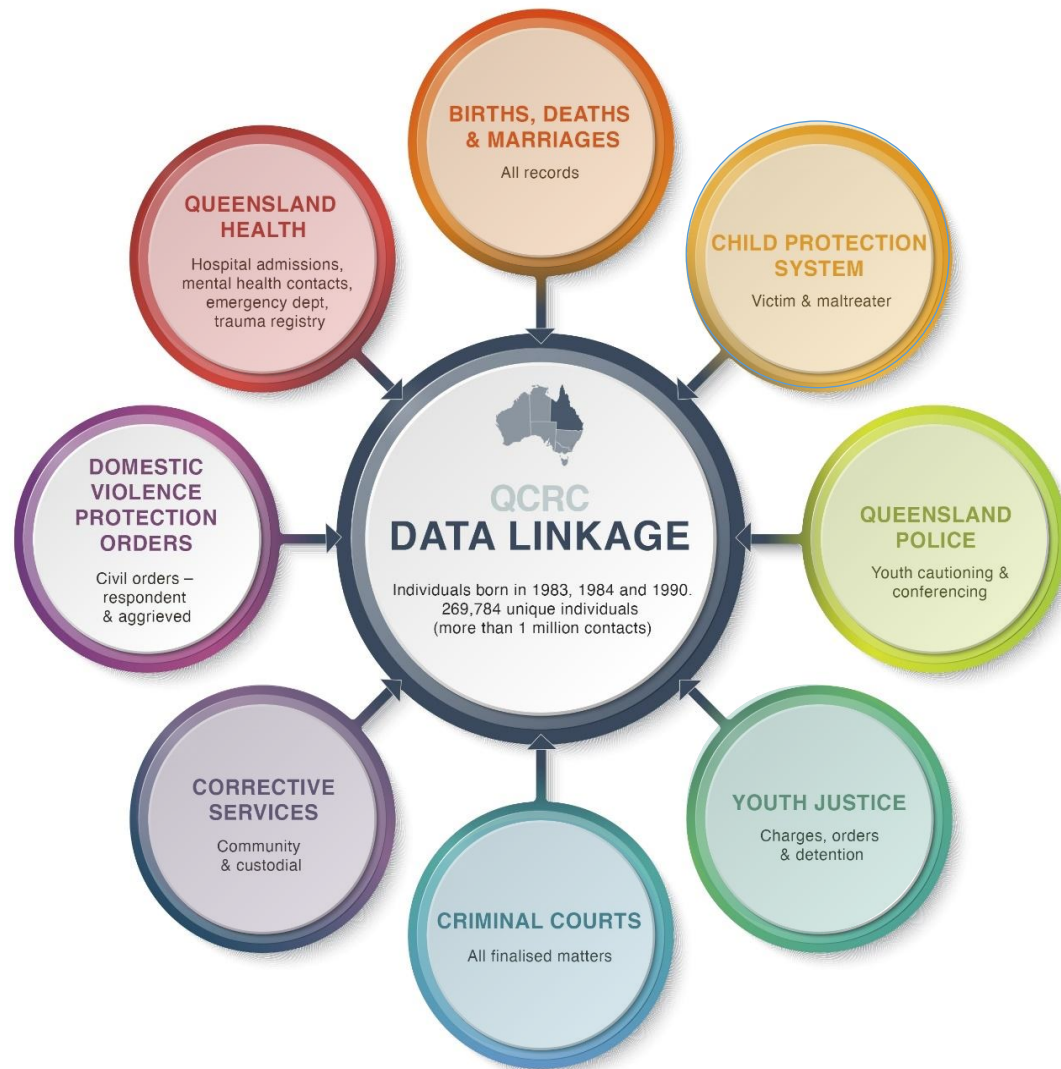 BIRTHS, DEATHS
& MARRIAGES
All records
CHILD PROTECTION
SYSTEM
Victim & maltreater
QUEENSLAND
POLICE
Youth cautioning &
conferencing
YOUTH JUSTICE
Charges, orders
& detention
CRIMINAL COURTS
All finalised matters
CORRECTIVE
SERVICES
Community
& custodial
DOMESTIC
VIOLENCE
PROTECTION
ORDERS
Civil orders –
respondent
& aggrieved
QUEENSLAND
HEALTH
Hospital admissions,
mental health contacts,
emergency dept,
trauma registry
QCRC
DATA LINKAGE
Individuals born in 1983, 1984 and 1990.
269,784 unique individuals
(more than 1 million contacts)